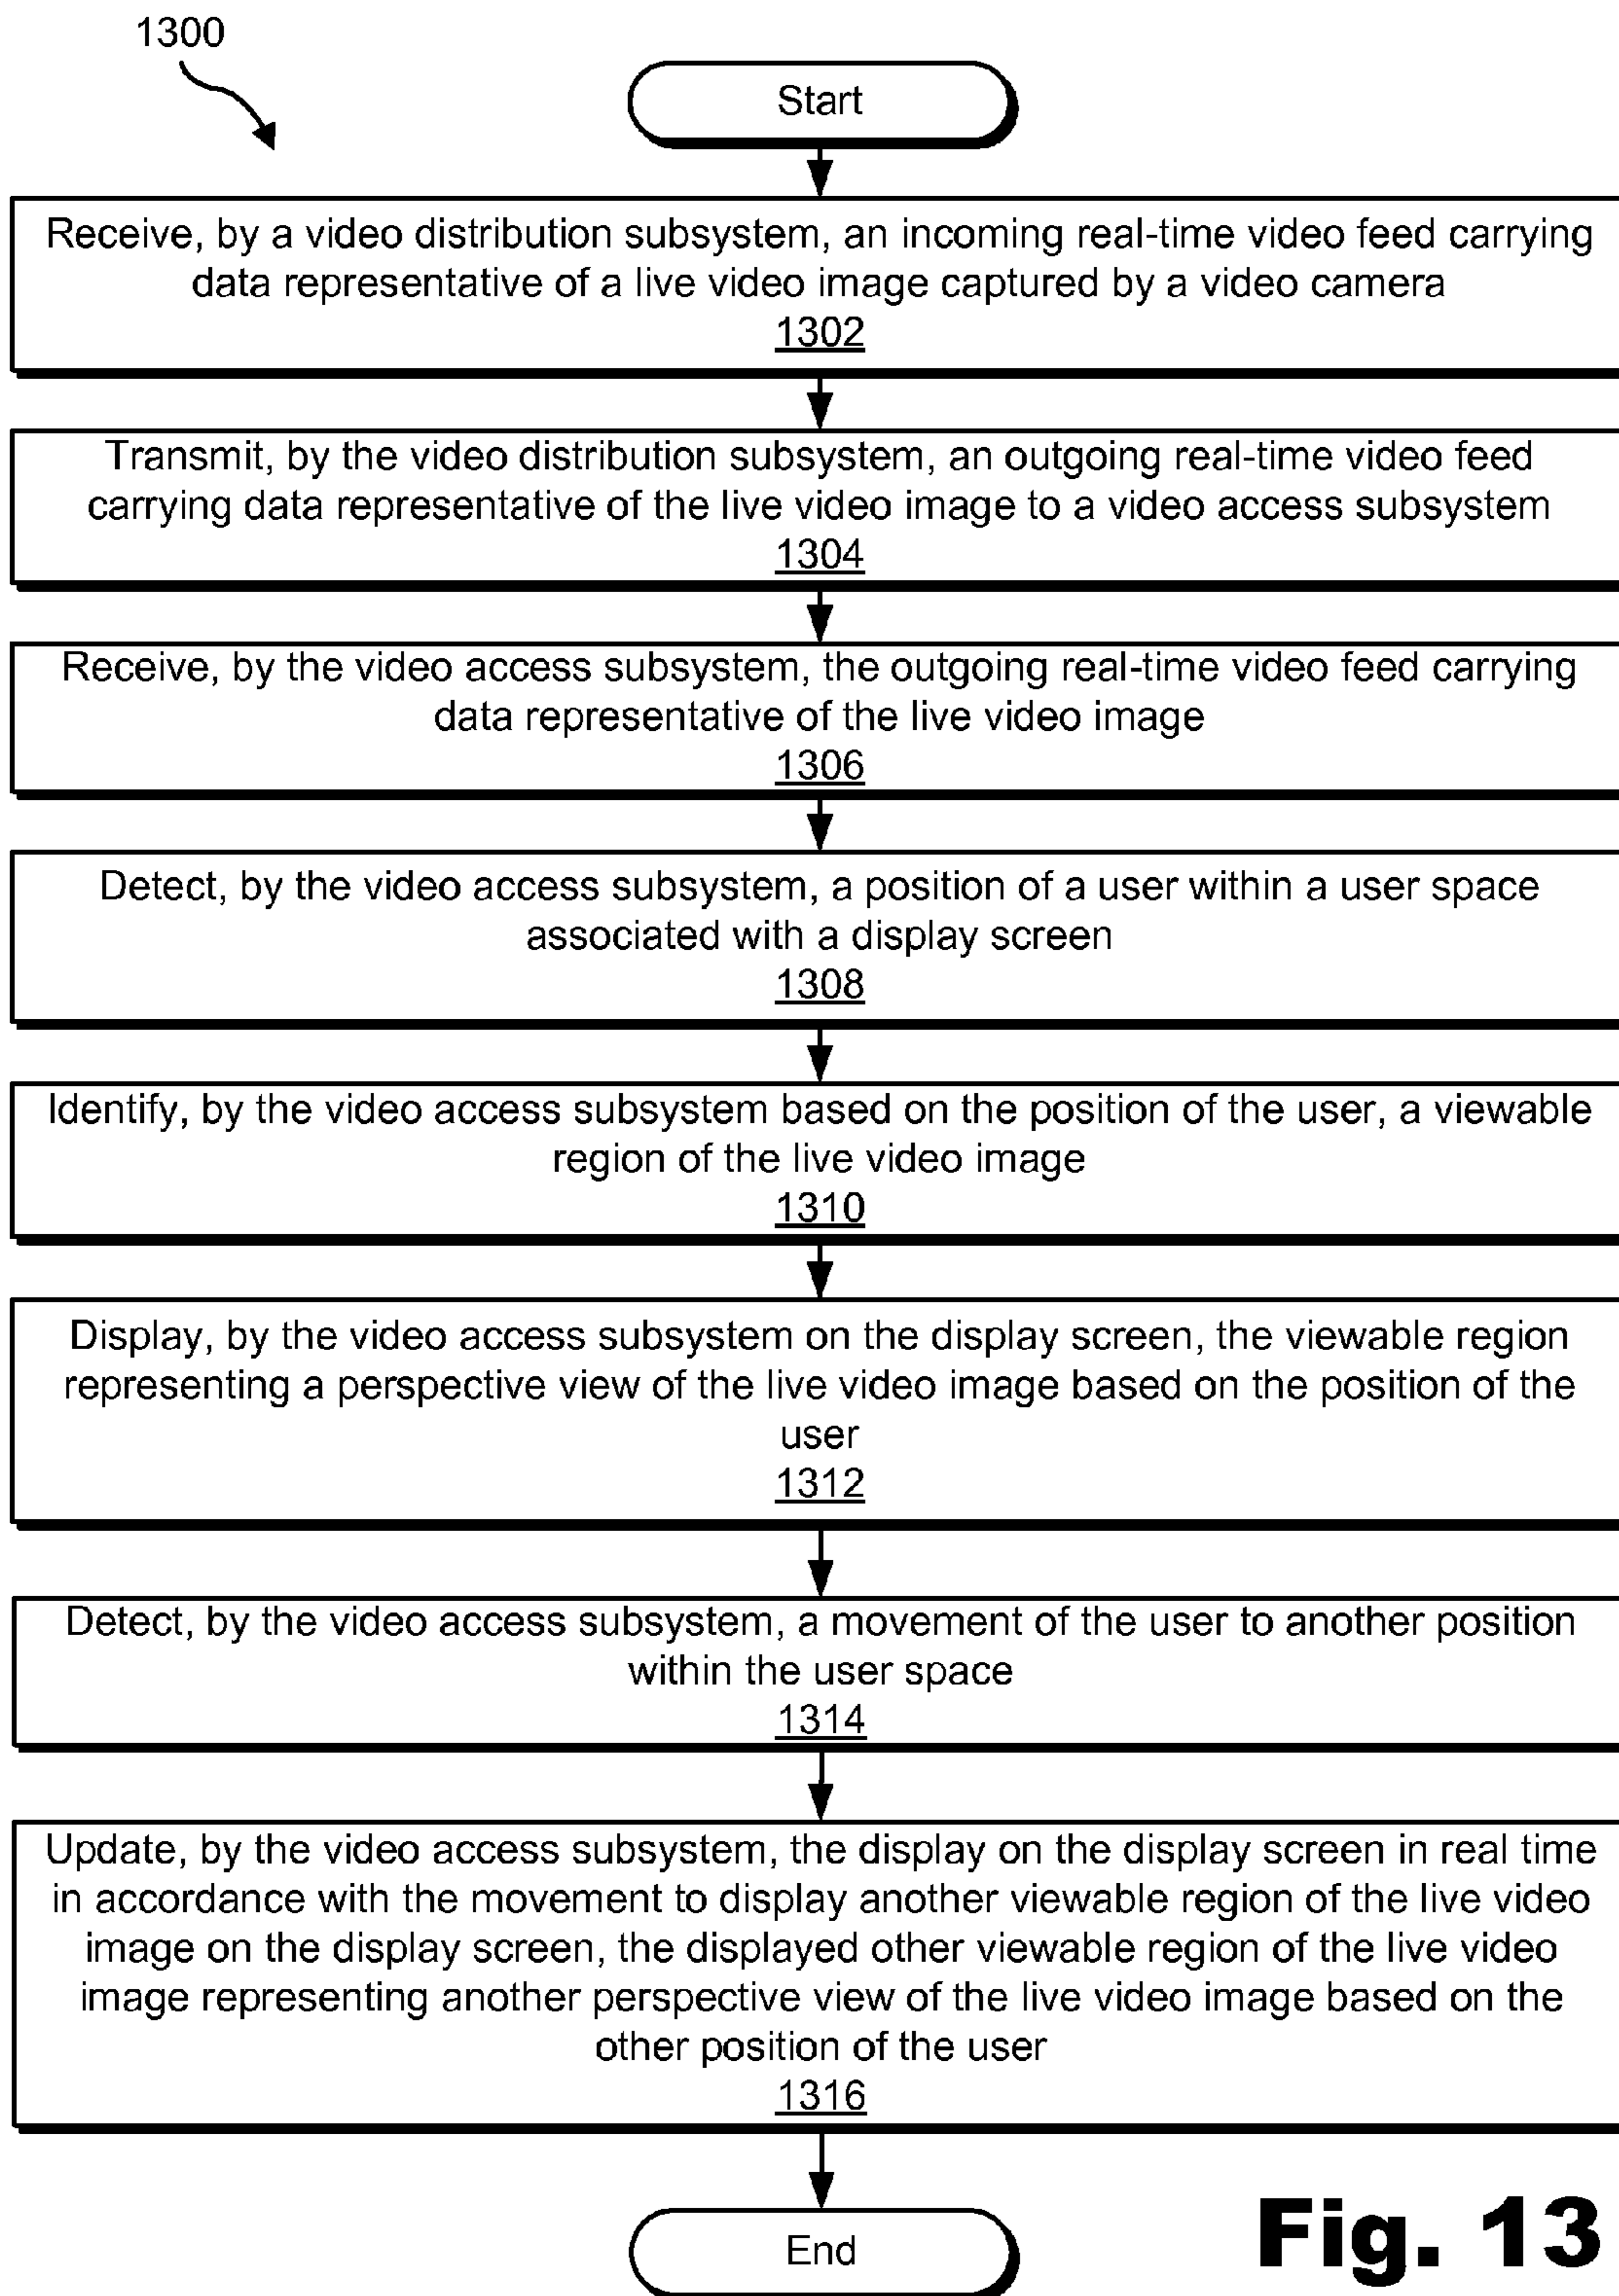 1300
Start
Receive, by a video distribution subsystem, an incoming real-time video feed carrying
data representative of a live video image captured by a video camera
1302
Transmit, by the video distribution subsystem, an outgoing real-time video feed
carrying data representative of the live video image to a video access subsystem
1304
Receive, by the video access subsystem, the outgoing real-time video feed carrying
data representative of the live video image
1306
Detect, by the video access subsystem, a position of a user within a user space
associated with a display screen
1308
Identify, by the video access subsystem based on the position of the user, a viewable
region of the live video image
1310
Display, by the video access subsystem on the display screen, the viewable region
representing a perspective view of the live video image based on the position of the
user
1312
Detect, by the video access subsystem, a movement of the user to another position
within the user space
1314
Update, by the video access subsystem, the display on the display screen in real time
in accordance with the movement to display another viewable region of the live video
image on the display screen, the displayed other viewable region of the live video
image representing another perspective view of the live video image based on the
other position of the user
1316
End
Fig. 13